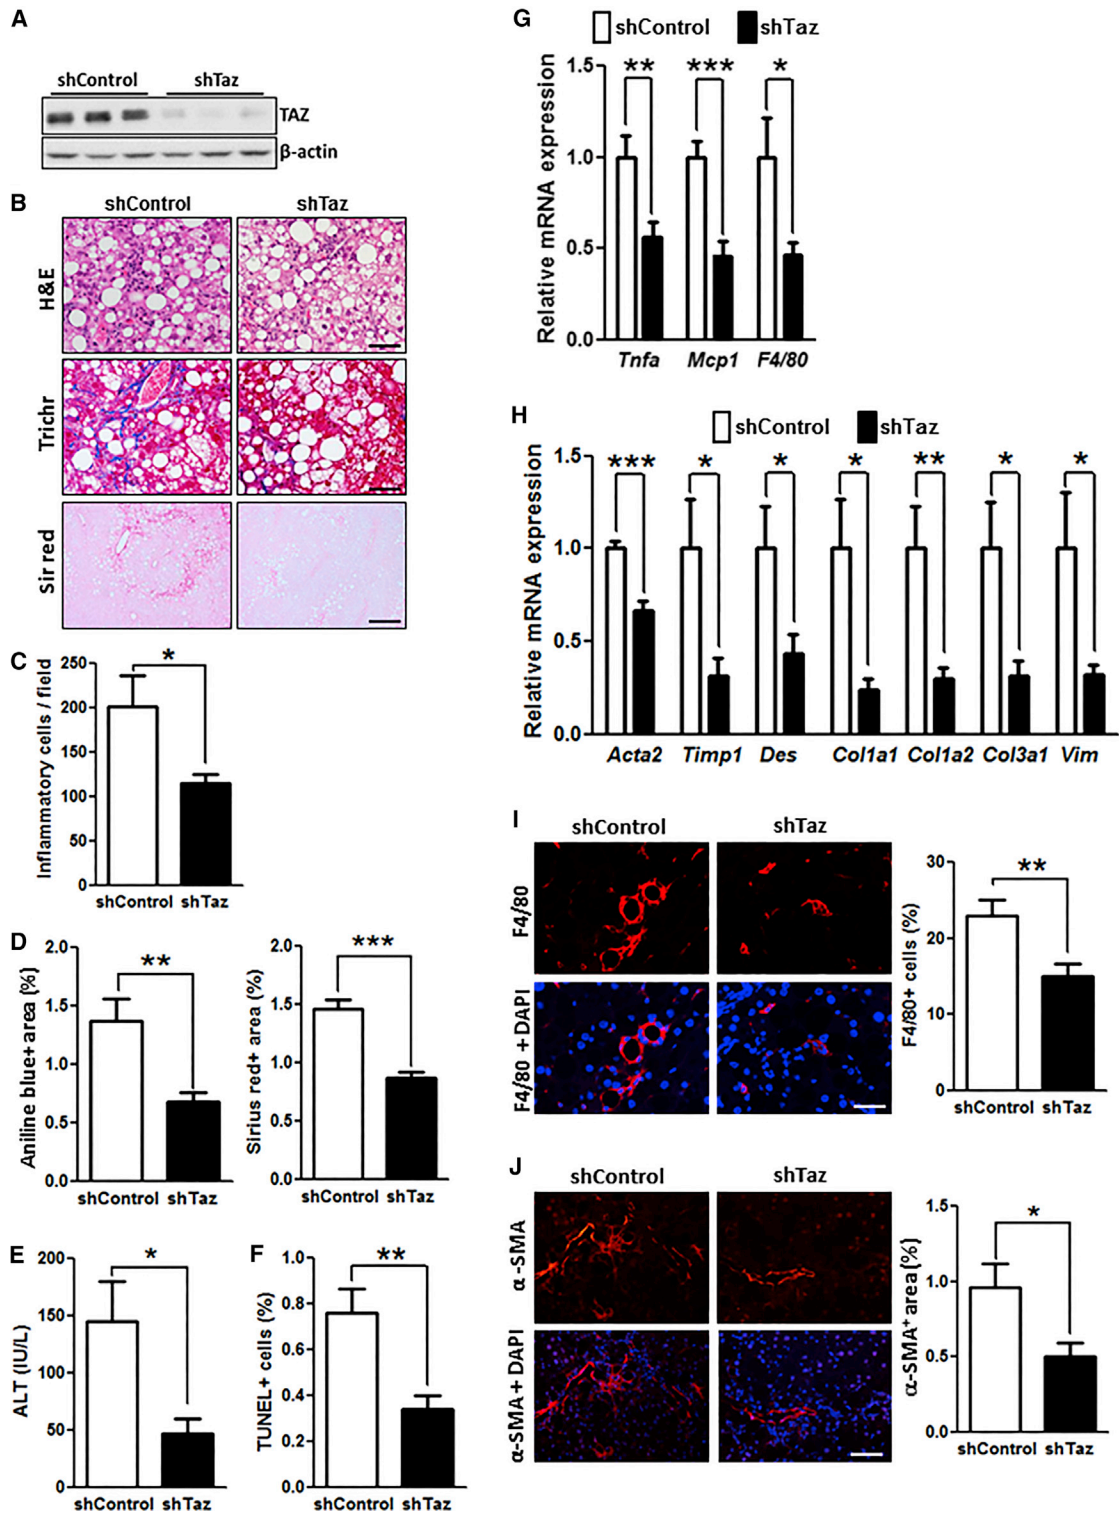 A
shControl shTaz
TAZ
β-actin
B
shControl shTaz
H&E
Trichr
Sir red
C
Inflammatory cells / field
250
200
150
100
50
0
*
shControl shTaz
D
Aniline blue+ area (%)
2.0
1.5
1.0
0.5
0.0
**
shControl shTaz
Sirius red+ area (%)
2.0
1.5
1.0
0.5
0.0
***
shControl shTaz
E
ALT (IU/L)
200
150
100
50
0
*
shControl shTaz
F
TUNEL+ cells (%)
1.0
0.8
0.6
0.4
0.2
0.0
**
shControl shTaz
G
shControl shTaz
Relative mRNA expression
1.5
1.0
0.5
0.0
** *** *
Tnfa Mcp1 F4/80
H
shControl shTaz
Relative mRNA expression
1.5
1.0
0.5
0.0
*** * * * ** * *
Acta2 Timp1 Des Col1a1 Col1a2 Col3a1 Vim
I
shControl shTaz
F4/80
F4/80 +DAPI
F4/80+ cells (%)
30
20
10
0
**
shControl shTaz
J
shControl shTaz
α-SMA
α-SMA + DAPI
α-SMA⁺ area (%)
1.5
1.0
0.5
0.0
*
shControl shTaz